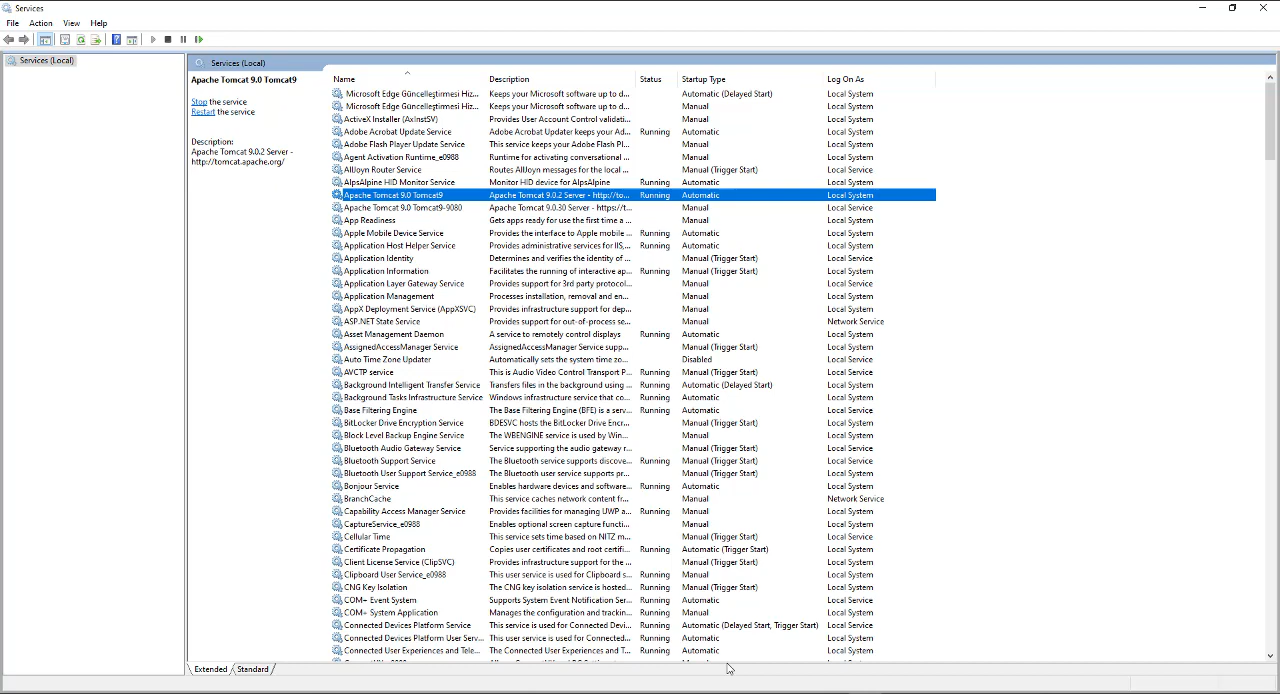 Services
File Action View Help
Services (Local)
Services (Local)
Apache Tomcat 9.0 Tomcat9
Stop the service
Restart the service
Description:
Apache Tomcat 9.0.2 Server -
http://tomcat.apache.org/
Name Description Status Startup Type Log On As
Microsoft Edge Güncelleştirmesi Hiz... Keeps your Microsoft software up to d... Automatic (Delayed Start) Local System
Microsoft Edge Güncelleştirmesi Hiz... Keeps your Microsoft software up to d... Manual Local System
ActiveX Installer (AxInstSV) Provides User Account Control validati... Manual Local System
Adobe Acrobat Update Service Adobe Acrobat Updater keeps your Ad... Running Automatic Local System
Adobe Flash Player Update Service This service keeps your Adobe Flash Pl... Manual Local System
Agent Activation Runtime_e0988 Runtime for activating conversational ... Manual Local System
AllJoyn Router Service Routes AllJoyn messages for the local ... Manual (Trigger Start) Local Service
AlpsAlpine HID Monitor Service Monitor HID device for AlpsAlpine Running Automatic Local System
Apache Tomcat 9.0 Tomcat9 Apache Tomcat 9.0.2 Server - http://to... Running Automatic Local System
Apache Tomcat 9.0 Tomcat9-9080 Apache Tomcat 9.0.30 Server - https://t... Manual Local Service
App Readiness Gets apps ready for use the first time a ... Manual Local System
Apple Mobile Device Service Provides the interface to Apple mobile ... Running Automatic Local System
Application Host Helper Service Provides administrative services for IIS,... Running Automatic Local System
Application Identity Determines and verifies the identity of ... Manual (Trigger Start) Local Service
Application Information Facilitates the running of interactive ap... Running Manual (Trigger Start) Local System
Application Layer Gateway Service Provides support for 3rd party protocol... Manual Local Service
Application Management Processes installation, removal and en... Manual Local System
AppX Deployment Service (AppXSVC) Provides infrastructure support for dep... Manual Local System
ASP.NET State Service Provides support for out-of-process se... Manual Network Service
Asset Management Daemon A service to remotely control displays Running Automatic Local System
AssignedAccessManager Service AssignedAccessManager Service supp... Manual (Trigger Start) Local System
Auto Time Zone Updater Automatically sets the system time zo... Disabled Local Service
AVCTP service This is Audio Video Control Transport P... Running Manual (Trigger Start) Local Service
Background Intelligent Transfer Service Transfers files in the background using ... Running Automatic (Delayed Start) Local System
Background Tasks Infrastructure Service Windows infrastructure service that co... Running Automatic Local System
Base Filtering Engine The Base Filtering Engine (BFE) is a serv... Running Automatic Local Service
BitLocker Drive Encryption Service BDESVC hosts the BitLocker Drive Encr... Manual (Trigger Start) Local System
Block Level Backup Engine Service The WBENGINE service is used by Win... Manual Local System
Bluetooth Audio Gateway Service Service supporting the audio gateway r... Manual (Trigger Start) Local Service
Bluetooth Support Service The Bluetooth service supports discove... Running Manual (Trigger Start) Local Service
Bluetooth User Support Service_e0988 The Bluetooth user service supports pr... Manual (Trigger Start) Local System
Bonjour Service Enables hardware devices and software... Running Automatic Local System
BranchCache This service caches network content fr... Manual Network Service
Capability Access Manager Service Provides facilities for managing UWP a... Running Manual Local System
CaptureService_e0988 Enables optional screen capture functi... Manual Local System
Cellular Time This service sets time based on NITZ m... Manual (Trigger Start) Local Service
Certificate Propagation Copies user certificates and root certifi... Running Automatic (Trigger Start) Local System
Client License Service (ClipSVC) Provides infrastructure support for the ... Manual (Trigger Start) Local System
Clipboard User Service_e0988 This user service is used for Clipboard s... Running Manual Local System
CNG Key Isolation The CNG key isolation service is hosted... Running Manual (Trigger Start) Local System
COM+ Event System Supports System Event Notification Ser... Running Automatic Local Service
COM+ System Application Manages the configuration and trackin... Running Manual Local System
Connected Devices Platform Service This service is used for Connected Devi... Running Automatic (Delayed Start, Trigger Start) Local Service
Connected Devices Platform User Serv... This user service is used for Connected... Running Automatic Local System
Connected User Experiences and Tele... The Connected User Experiences and T... Running Automatic Local System
Extended Standard